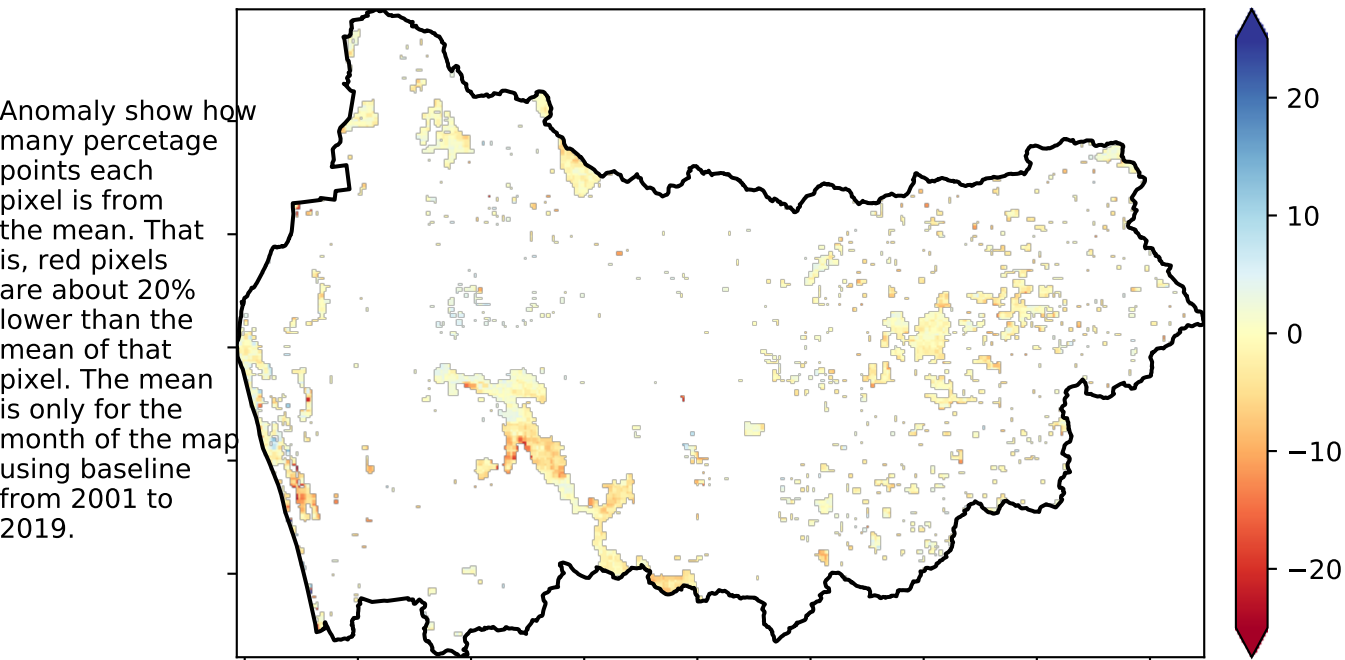 Anomaly show how
many percetage
points each
pixel is from
the mean. That
is, red pixels
are about 20%
lower than the
mean of that
pixel. The mean
is only for the
month of the map
using baseline
from 2001 to
2019.
20
10
0
−10
−20